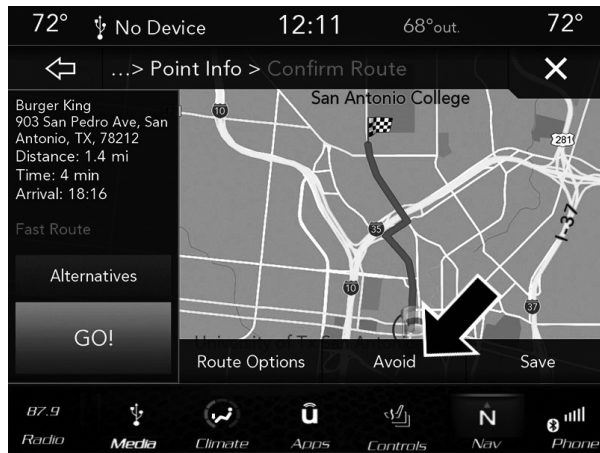 72°
No Device
12:11
68°out.
72°
...> Point Info > Confirm Route
X
Burger King
903 San Pedro Ave, San
Antonio, TX, 78212
Distance: 1.4 mi
Time: 4 min
Arrival: 18:16
Fast Route
Alternatives
GO!
San Antonio College
10
281
35
I-37
10
37
University of Te
Route Options
Avoid
Save
87.9
Radio
Media
Climate
û
Apps
Controls
N
Nav
Phone